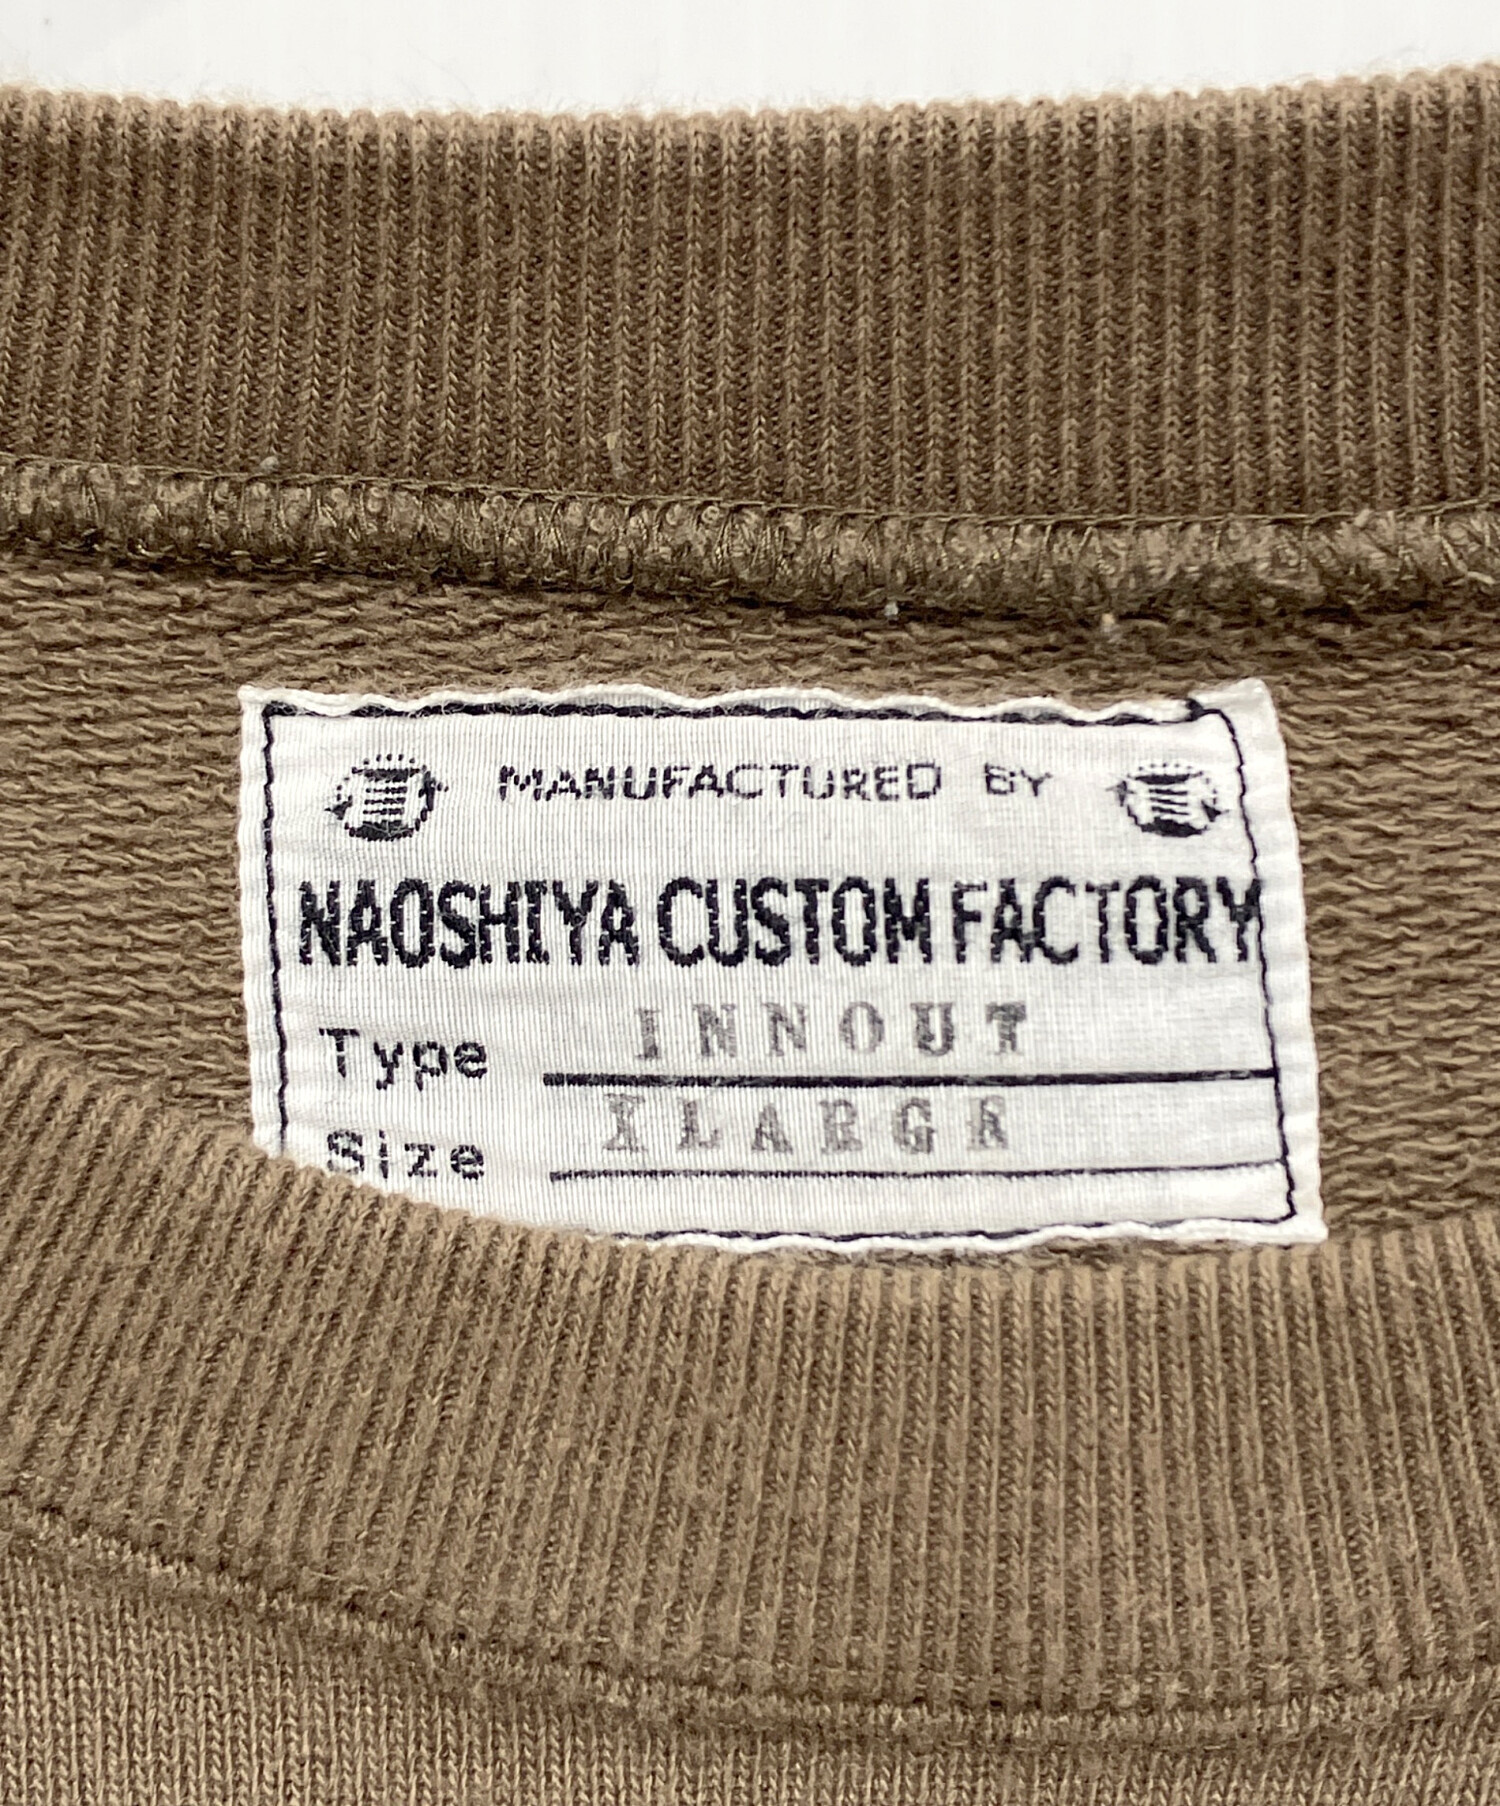 MANUFACTURED BY
NAOSHIYA CUSTOM FACTORY
Type INNOUT
Size XLARGE